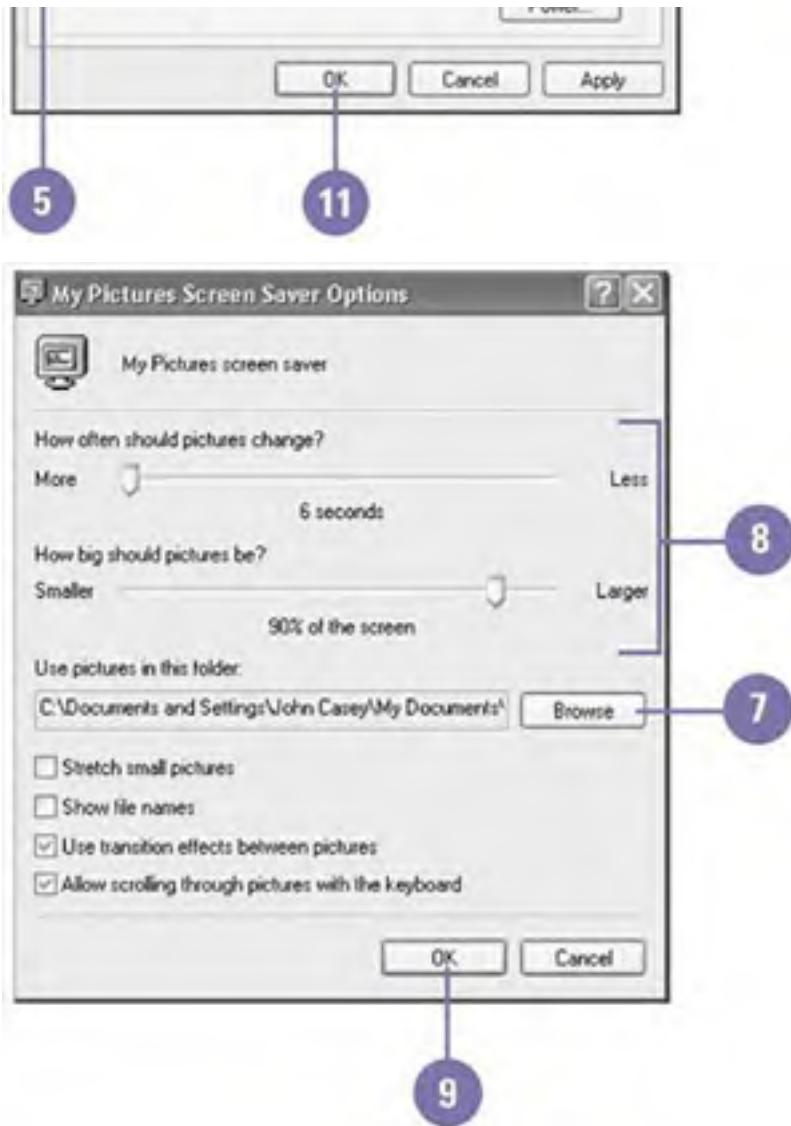 Power...
OK Cancel Apply
5 11
My Pictures Screen Saver Options
My Pictures screen saver
How often should pictures change?
More Less
6 seconds
8
How big should pictures be?
Smaller Larger
90% of the screen
Use pictures in this folder:
C:\Documents and Settings\John Casey\My Documents\ Browse 7
Stretch small pictures
Show file names
Use transition effects between pictures
Allow scrolling through pictures with the keyboard
OK Cancel
9